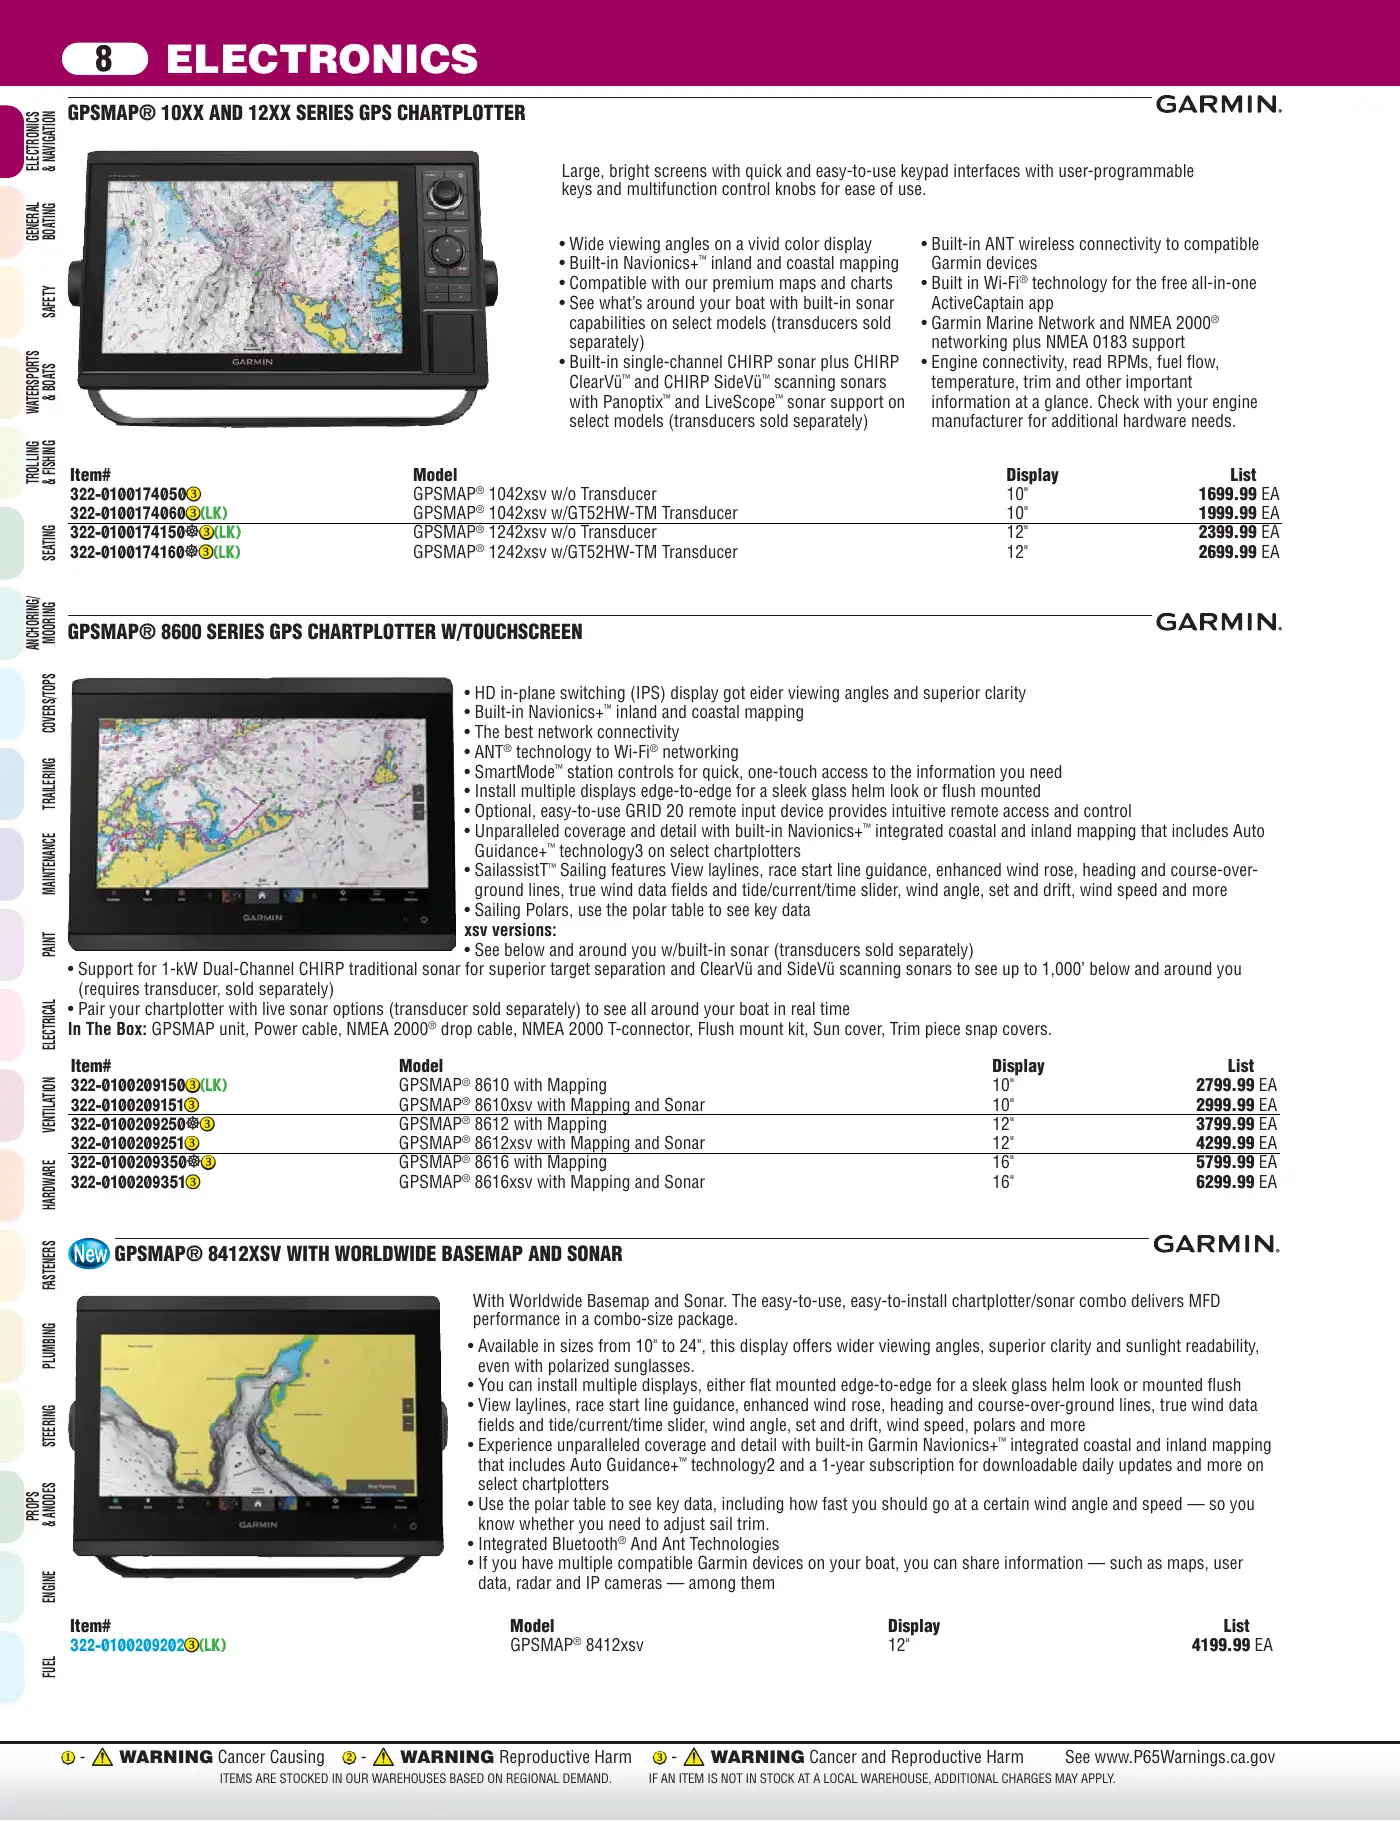 8 ELECTRONICS
GPSMAP® 10XX AND 12XX SERIES GPS CHARTPLOTTER
GARMIN.
Large, bright screens with quick and easy-to-use keypad interfaces with user-programmable
keys and multifunction control knobs for ease of use.
• Wide viewing angles on a vivid color display
• Built-in Navionics+™ inland and coastal mapping
• Compatible with our premium maps and charts
• See what’s around your boat with built-in sonar
capabilities on select models (transducers sold
separately)
• Built-in single-channel CHIRP sonar plus CHIRP
ClearVü™ and CHIRP SideVü™ scanning sonars
with Panoptix™ and LiveScope™ sonar support on
select models (transducers sold separately)
• Built-in ANT wireless connectivity to compatible
Garmin devices
• Built in Wi-Fi® technology for the free all-in-one
ActiveCaptain app
• Garmin Marine Network and NMEA 2000®
networking plus NMEA 0183 support
• Engine connectivity, read RPMs, fuel flow,
temperature, trim and other important
information at a glance. Check with your engine
manufacturer for additional hardware needs.
GARMIN
Item# Model Display List
322-0100174050③ GPSMAP® 1042xsv w/o Transducer 10" 1699.99 EA
322-0100174060③(LK) GPSMAP® 1042xsv w/GT52HW-TM Transducer 10" 1999.99 EA
322-0100174150☸③(LK) GPSMAP® 1242xsv w/o Transducer 12" 2399.99 EA
322-0100174160☸③(LK) GPSMAP® 1242xsv w/GT52HW-TM Transducer 12" 2699.99 EA
GPSMAP® 8600 SERIES GPS CHARTPLOTTER W/TOUCHSCREEN
GARMIN.
• HD in-plane switching (IPS) display got eider viewing angles and superior clarity
• Built-in Navionics+™ inland and coastal mapping
• The best network connectivity
• ANT® technology to Wi-Fi® networking
• SmartMode™ station controls for quick, one-touch access to the information you need
• Install multiple displays edge-to-edge for a sleek glass helm look or flush mounted
• Optional, easy-to-use GRID 20 remote input device provides intuitive remote access and control
• Unparalleled coverage and detail with built-in Navionics+™ integrated coastal and inland mapping that includes Auto
Guidance+™ technology3 on select chartplotters
• SailassistT™ Sailing features View laylines, race start line guidance, enhanced wind rose, heading and course-over-
ground lines, true wind data fields and tide/current/time slider, wind angle, set and drift, wind speed and more
• Sailing Polars, use the polar table to see key data
xsv versions:
• See below and around you w/built-in sonar (transducers sold separately)
• Support for 1-kW Dual-Channel CHIRP traditional sonar for superior target separation and ClearVü and SideVü scanning sonars to see up to 1,000’ below and around you
(requires transducer, sold separately)
• Pair your chartplotter with live sonar options (transducer sold separately) to see all around your boat in real time
In The Box: GPSMAP unit, Power cable, NMEA 2000® drop cable, NMEA 2000 T-connector, Flush mount kit, Sun cover, Trim piece snap covers.
GARMIN
Item# Model Display List
322-0100209150③(LK) GPSMAP® 8610 with Mapping 10" 2799.99 EA
322-0100209151③ GPSMAP® 8610xsv with Mapping and Sonar 10" 2999.99 EA
322-0100209250☸③ GPSMAP® 8612 with Mapping 12" 3799.99 EA
322-0100209251③ GPSMAP® 8612xsv with Mapping and Sonar 12" 4299.99 EA
322-0100209350☸③ GPSMAP® 8616 with Mapping 16" 5799.99 EA
322-0100209351③ GPSMAP® 8616xsv with Mapping and Sonar 16" 6299.99 EA
New GPSMAP® 8412XSV WITH WORLDWIDE BASEMAP AND SONAR
GARMIN.
With Worldwide Basemap and Sonar. The easy-to-use, easy-to-install chartplotter/sonar combo delivers MFD
performance in a combo-size package.
• Available in sizes from 10" to 24", this display offers wider viewing angles, superior clarity and sunlight readability,
even with polarized sunglasses.
• You can install multiple displays, either flat mounted edge-to-edge for a sleek glass helm look or mounted flush
• View laylines, race start line guidance, enhanced wind rose, heading and course-over-ground lines, true wind data
fields and tide/current/time slider, wind angle, set and drift, wind speed, polars and more
• Experience unparalleled coverage and detail with built-in Garmin Navionics+™ integrated coastal and inland mapping
that includes Auto Guidance+™ technology2 and a 1-year subscription for downloadable daily updates and more on
select chartplotters
• Use the polar table to see key data, including how fast you should go at a certain wind angle and speed — so you
know whether you need to adjust sail trim.
• Integrated Bluetooth® And Ant Technologies
• If you have multiple compatible Garmin devices on your boat, you can share information — such as maps, user
data, radar and IP cameras — among them
GARMIN
Item# Model Display List
322-0100209202③(LK) GPSMAP® 8412xsv 12" 4199.99 EA
① - WARNING Cancer Causing ② - WARNING Reproductive Harm ③ - WARNING Cancer and Reproductive Harm See www.P65Warnings.ca.gov
ITEMS ARE STOCKED IN OUR WAREHOUSES BASED ON REGIONAL DEMAND. IF AN ITEM IS NOT IN STOCK AT A LOCAL WAREHOUSE, ADDITIONAL CHARGES MAY APPLY.
ELECTRONICS
& NAVIGATION
GENERAL
BOATING
SAFETY
WATERSPORTS
& BOATS
TROLLING
& FISHING
SEATING
ANCHORING/
MOORING
COVERS/TOPS
TRAILERING
MAINTENANCE
PAINT
ELECTRICAL
VENTILATION
HARDWARE
FASTENERS
PLUMBING
STEERING
PROPS
& ANODES
ENGINE
FUEL